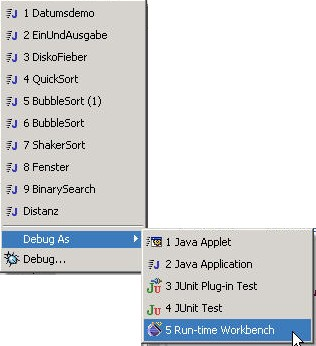 1 Datumsdemo
2 EinUndAusgabe
3 DiskoFieber
4 QuickSort
5 BubbleSort (1)
6 BubbleSort
7 ShakerSort
8 Fenster
9 BinarySearch
Distanz
Debug As
Debug...
1 Java Applet
2 Java Application
3 JUnit Plug-in Test
4 JUnit Test
5 Run-time Workbench